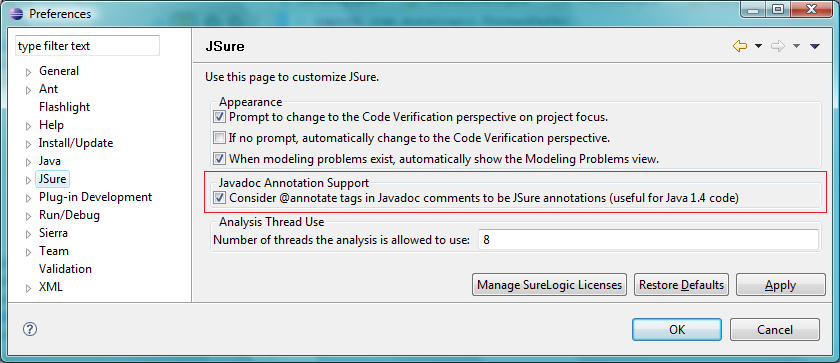 Preferences
type filter text
General
Ant
Flashlight
Help
Install/Update
Java
JSure
Plug-in Development
Run/Debug
Sierra
Team
Validation
XML
JSure
Use this page to customize JSure.
Appearance
Prompt to change to the Code Verification perspective on project focus.
If no prompt, automatically change to the Code Verification perspective.
When modeling problems exist, automatically show the Modeling Problems view.
Javadoc Annotation Support
Consider @annotate tags in Javadoc comments to be JSure annotations (useful for Java 1.4 code)
Analysis Thread Use
Number of threads the analysis is allowed to use: 8
Manage SureLogic Licenses Restore Defaults Apply
? OK Cancel